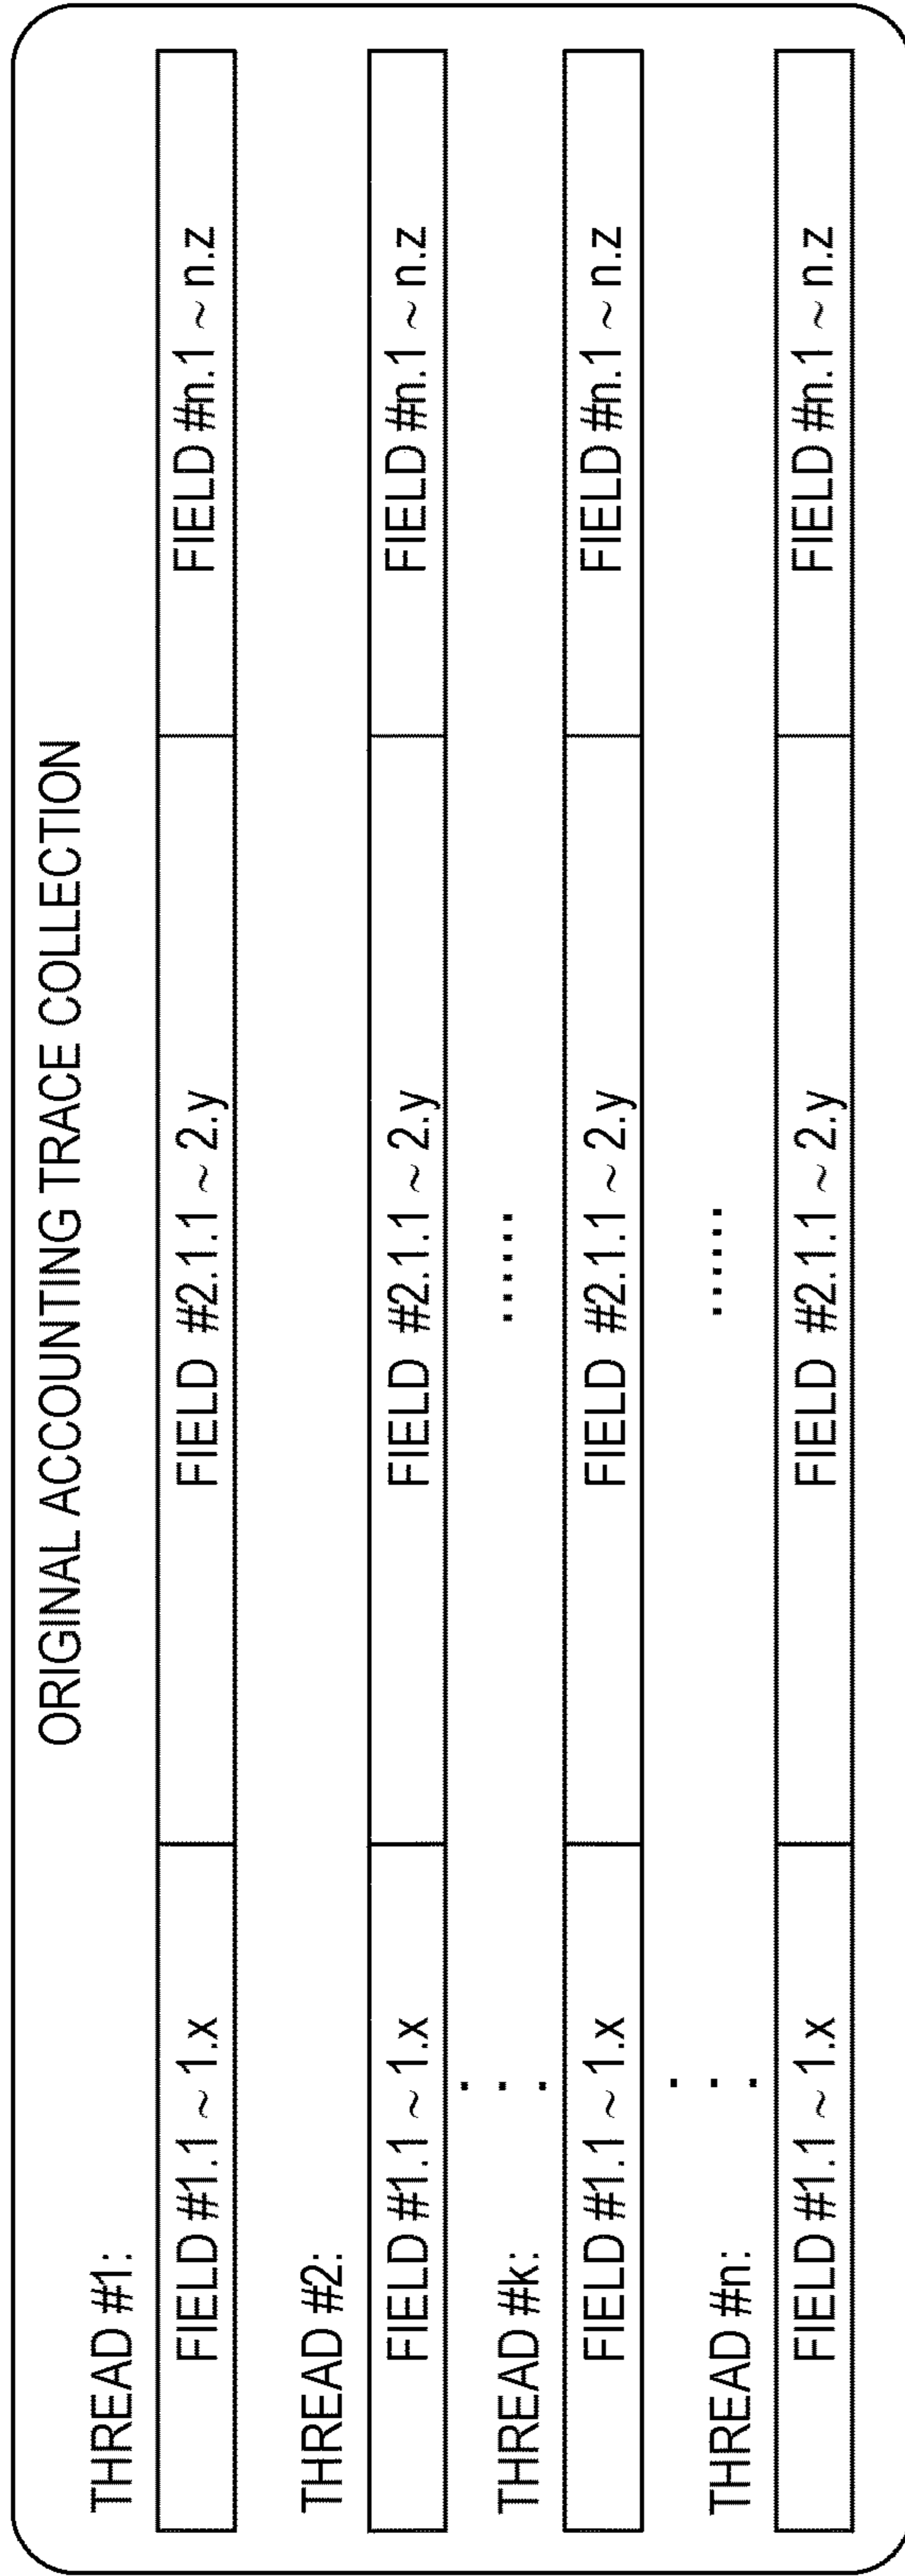 ORIGINAL ACCOUNTING TRACE COLLECTION
THREAD #1:
FIELD #1.1 ~ 1.x FIELD #2.1.1 ~ 2.y FIELD #n.1 ~ n.z
THREAD #2:
FIELD #1.1 ~ 1.x FIELD #2.1.1 ~ 2.y FIELD #n.1 ~ n.z
THREAD #k:
FIELD #1.1 ~ 1.x FIELD #2.1.1 ~ 2.y FIELD #n.1 ~ n.z
THREAD #n:
FIELD #1.1 ~ 1.x FIELD #2.1.1 ~ 2.y FIELD #n.1 ~ n.z